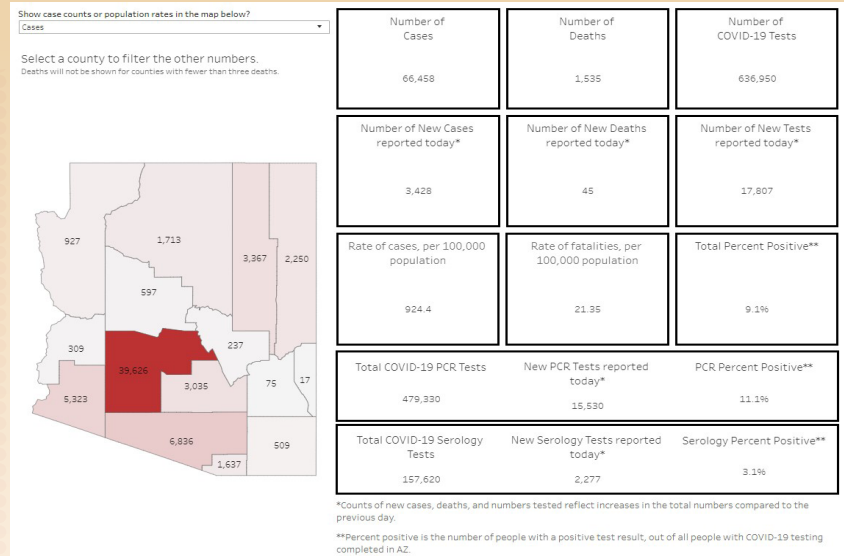 Show case counts or population rates in the map below?
Cases
Select a county to filter the other numbers.
Deaths will not be shown for counties with fewer than three deaths.
927
1,713
3,367
2,250
597
309
237
39,626
5,323
3,035
75
17
6,836
509
1,637
Number of
Cases
66,458
Number of
Deaths
1,535
Number of
COVID-19 Tests
636,950
Number of New Cases
reported today*
3,428
Number of New Deaths
reported today*
45
Number of New Tests
reported today*
17,807
Rate of cases, per 100,000
population
924.4
Rate of fatalities, per
100,000 population
21.35
Total Percent Positive**
9.1%
Total COVID-19 PCR Tests
479,330
New PCR Tests reported
today*
15,530
PCR Percent Positive**
11.1%
Total COVID-19 Serology
Tests
157,620
New Serology Tests reported
today*
2,277
Serology Percent Positive**
3.1%
*Counts of new cases, deaths, and numbers tested reflect increases in the total numbers compared to the
previous day.
**Percent positive is the number of people with a positive test result, out of all people with COVID-19 testing
completed in AZ.